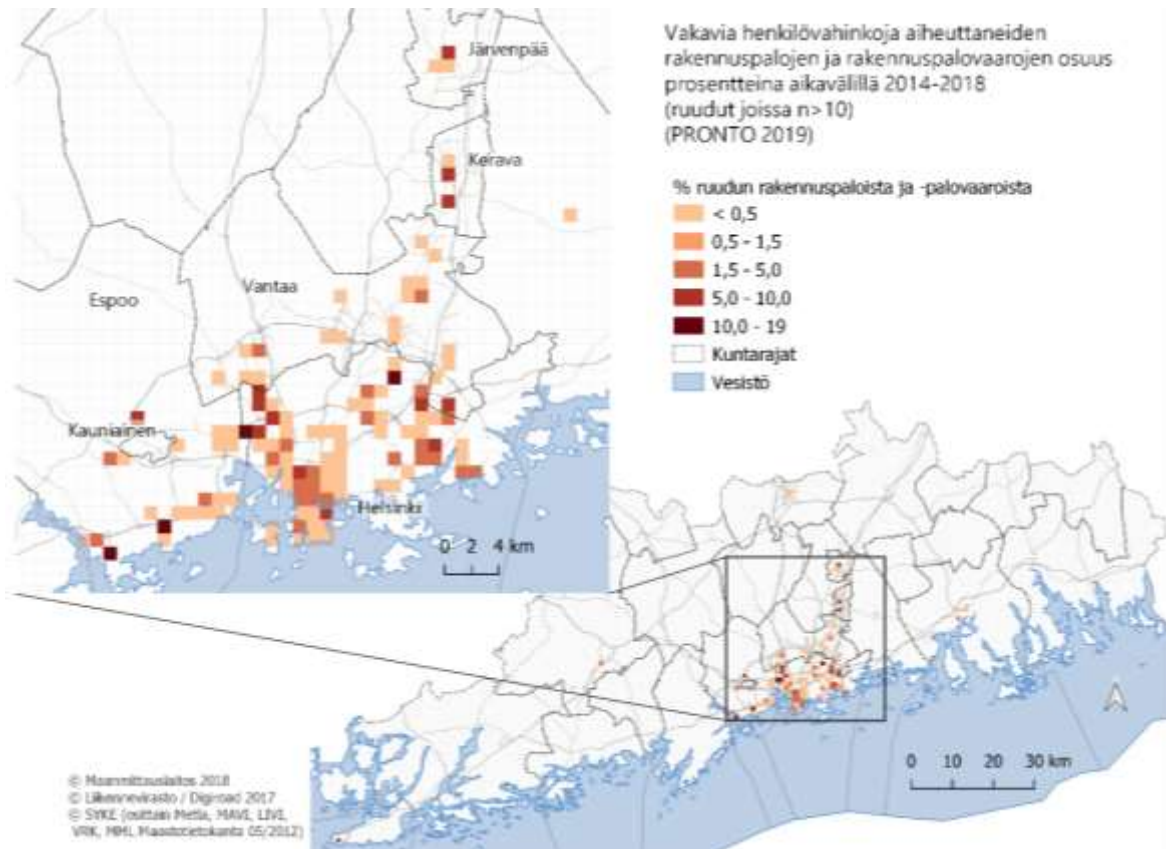 Vakavia henkilövahinkoja aiheuttaneiden
rakennuspalojen ja rakennuspalovaarojen osuus
prosentteina aikavälillä 2014-2018
(ruudut joissa n>10)
(PRONTO 2019)
% ruudun rakennuspaloista ja -palovaaroista
< 0,5
0,5 - 1,5
1,5 - 5,0
5,0 - 10,0
10,0 - 19
Kuntarajat
Vesistö
Järvenpää
Kerava
Vantaa
Espoo
Kauniainen
Helsinki
0 2 4 km
0 10 20 30 km
© Maanmittauslaitos 2018
© Liikennevirasto / Digiroad 2017
© SYKE (osittain Metla, MAVI, LIVI,
VRK, MML Maastotietokanta 05/2012)